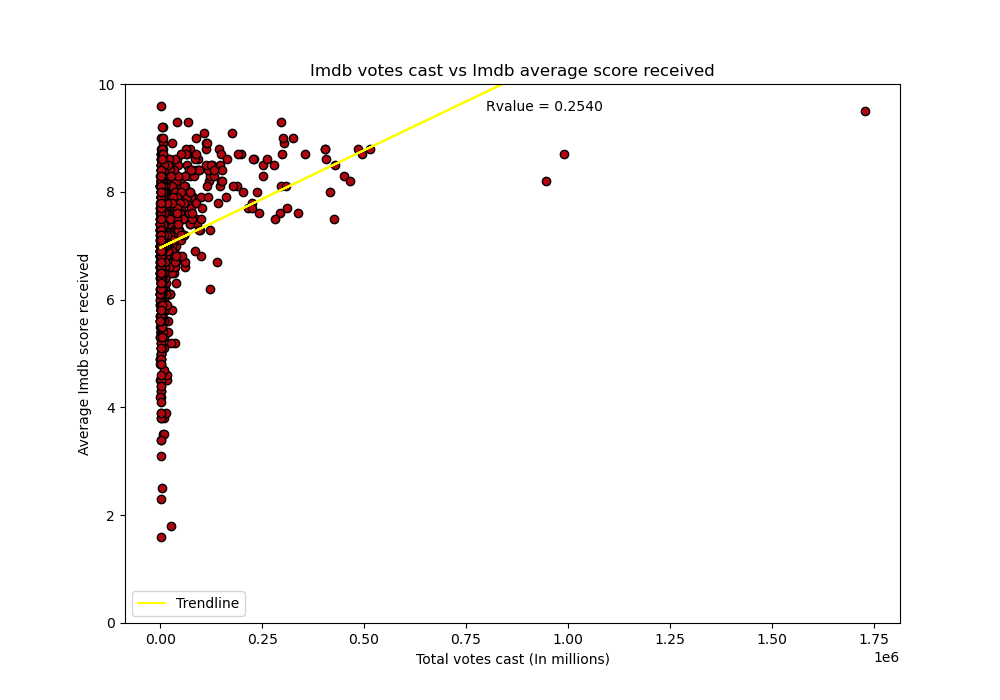 Imdb votes cast vs Imdb average score received
Rvalue = 0.2540
Average Imdb score received
10
8
6
4
2
0
Trendline
0.00 0.25 0.50 0.75 1.00 1.25 1.50 1.75
1e6
Total votes cast (In millions)